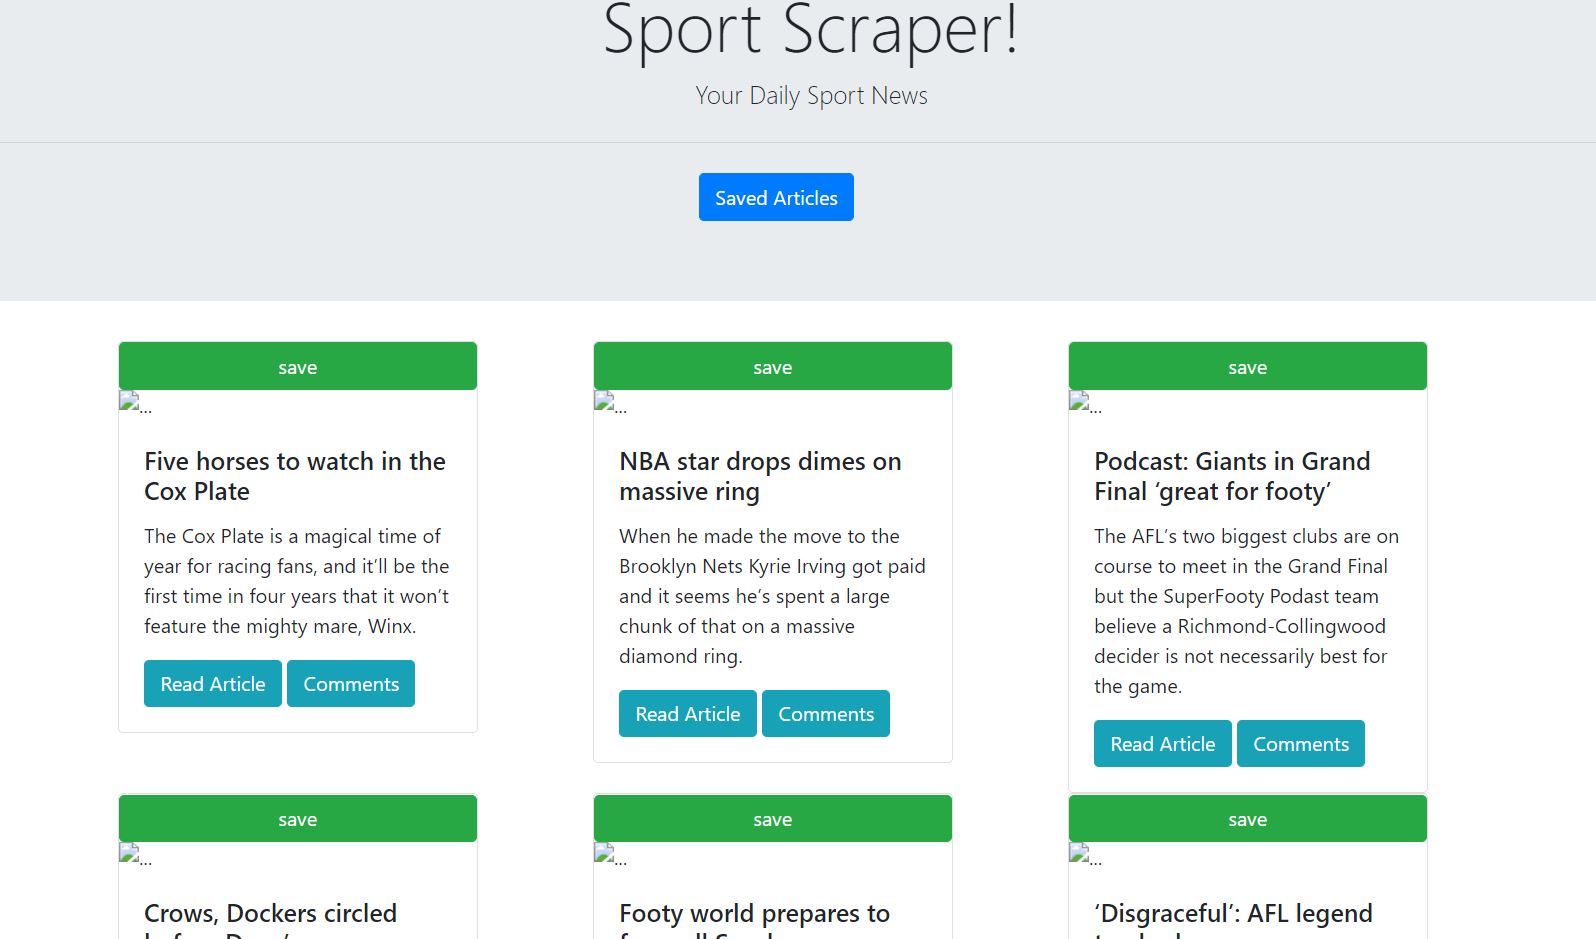 Sport Scraper!
Your Daily Sport News
Saved Articles
save
...
Five horses to watch in the
Cox Plate
The Cox Plate is a magical time of
year for racing fans, and it’ll be the
first time in four years that it won’t
feature the mighty mare, Winx.
Read Article
Comments
save
...
NBA star drops dimes on
massive ring
When he made the move to the
Brooklyn Nets Kyrie Irving got paid
and it seems he’s spent a large
chunk of that on a massive
diamond ring.
Read Article
Comments
save
...
Podcast: Giants in Grand
Final ‘great for footy’
The AFL’s two biggest clubs are on
course to meet in the Grand Final
but the SuperFooty Podast team
believe a Richmond-Collingwood
decider is not necessarily best for
the game.
Read Article
Comments
save
...
Crows, Dockers circled
save
...
Footy world prepares to
save
...
‘Disgraceful’: AFL legend